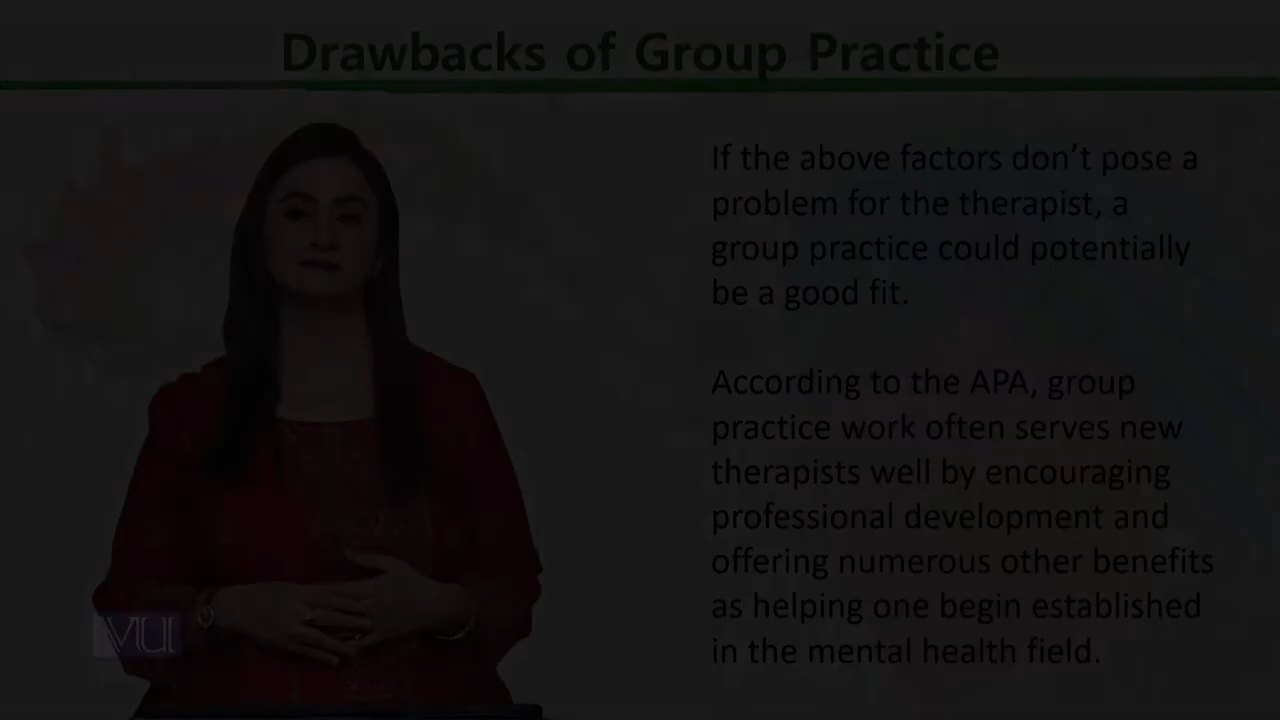 Drawbacks of Group Practice
If the above factors don’t pose a
problem for the therapist, a
group practice could potentially
be a good fit.
According to the APA, group
practice work often serves new
therapists well by encouraging
professional development and
offering numerous other benefits
as helping one begin established
in the mental health field.
VU